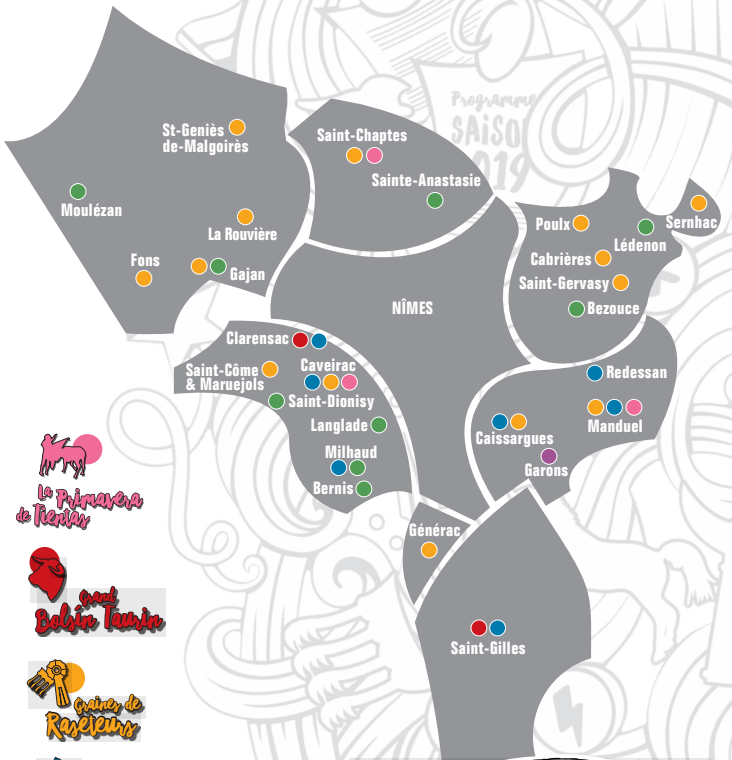 Programme
SAiSON
2019
St-Geniès
de-Malgoirès
Saint-Chaptes
Sainte-Anastasie
Moulézan
La Rouvière
Fons
Gajan
Poulx
Sernhac
Lédenon
Cabrières
Saint-Gervasy
Bezouce
NÎMES
Clarensac
Caveirac
Saint-Côme
& Maruejols
Saint-Dionisy
Langlade
Milhaud
Bernis
Redessan
Manduel
Caissargues
Garons
Générac
Saint-Gilles
La Primavera
de Tientas
Grand
Bolsín Taurin
Graines de
Raseteurs